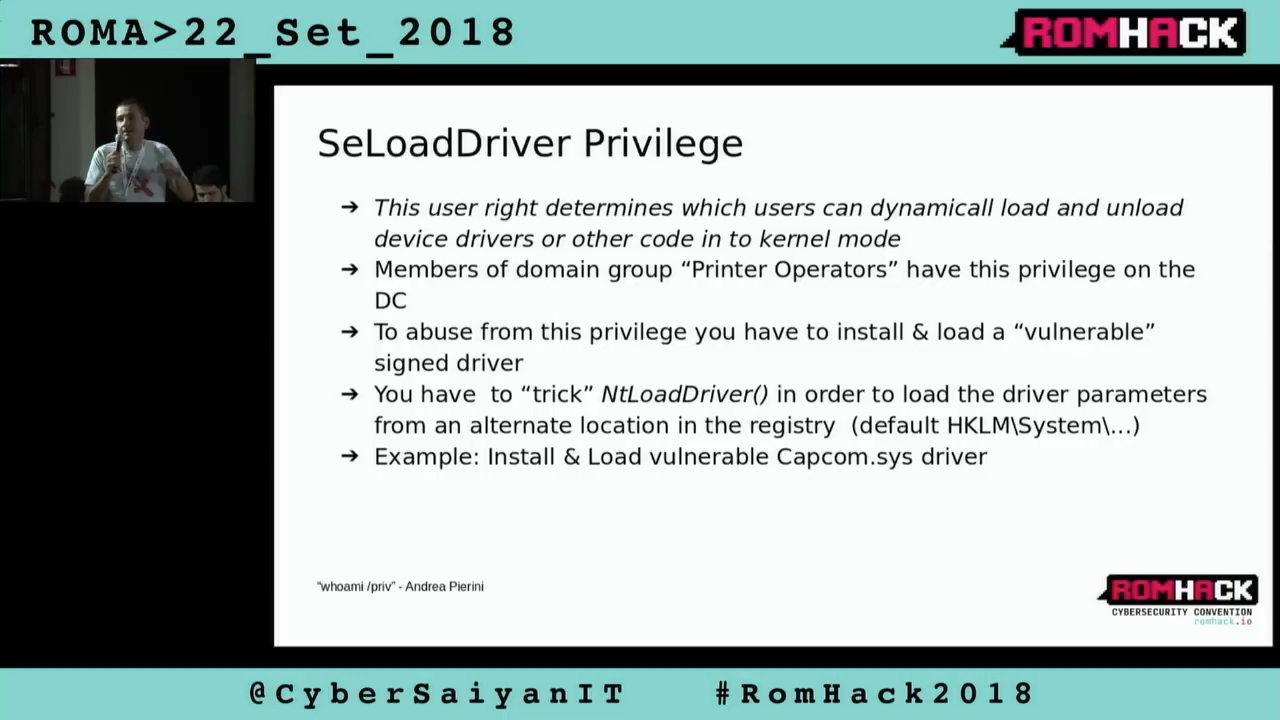 ROMA>22_Set_2018
ROMHACK
SeLoadDriver Privilege
➔ This user right determines which users can dynamicall load and unload
device drivers or other code in to kernel mode
➔ Members of domain group “Printer Operators” have this privilege on the
DC
➔ To abuse from this privilege you have to install & load a “vulnerable”
signed driver
➔ You have  to “trick” NtLoadDriver() in order to load the driver parameters
from an alternate location in the registry  (default HKLM\System\...)
➔ Example: Install & Load vulnerable Capcom.sys driver
"whoami /priv" - Andrea Pierini
ROMHACK
CYBERSECURITY CONVENTION
romhack.io
@CyberSaiyanIT
#RomHack2018